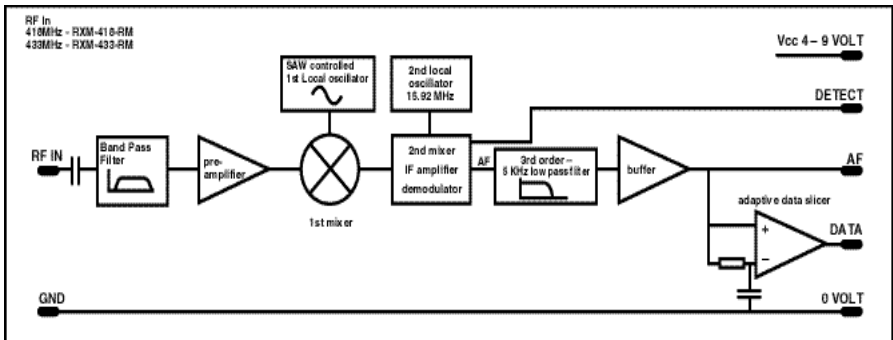 RF In
418MHz - RXM-418-RM
433MHz - RXM-433-RM
Vcc 4 – 9 VOLT
SAW controlled
1st Local oscillator
2nd local
oscillator
15.92 MHz
DETECT
Band Pass
Filter
RF IN
pre-
amplifier
2nd mixer
IF amplifier
demodulator
AF
3rd order –
5 KHz low pass filter
buffer
AF
1st mixer
adaptive data slicer
+
DATA
–
GND
0 VOLT